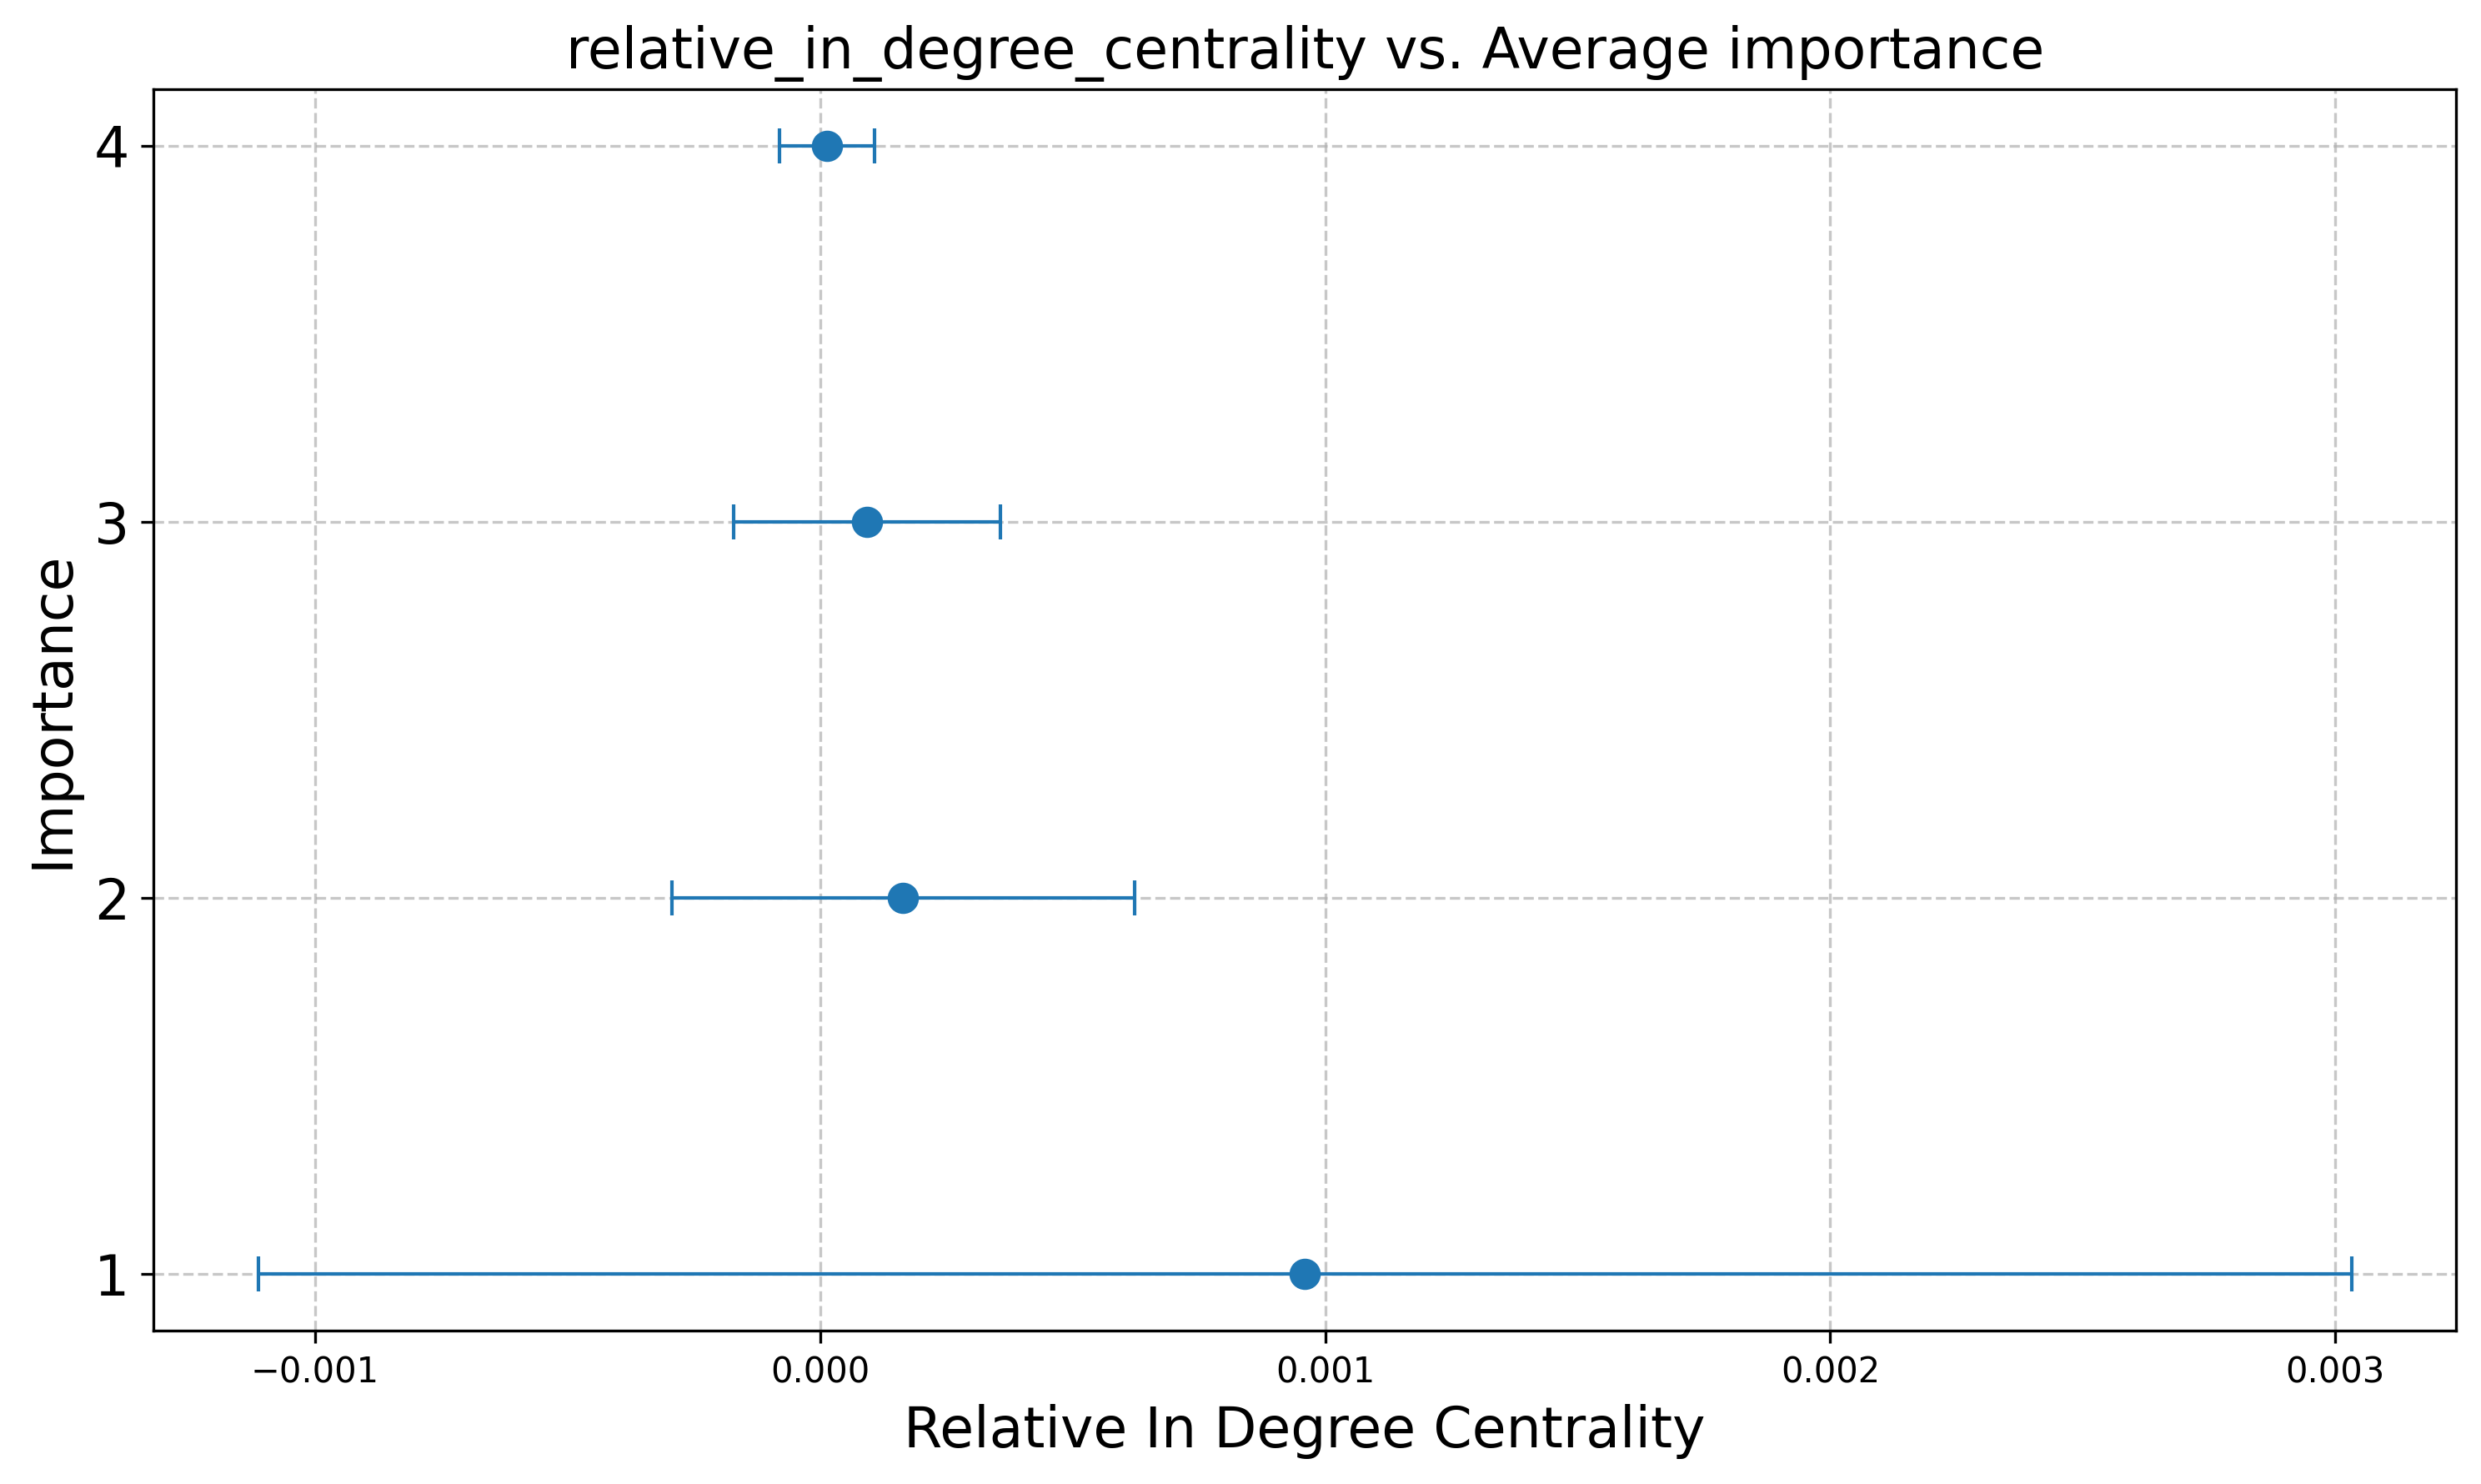 relative_in_degree_centrality vs. Average importance
4
3
2
1
Importance
−0.001 0.000 0.001 0.002 0.003
Relative In Degree Centrality